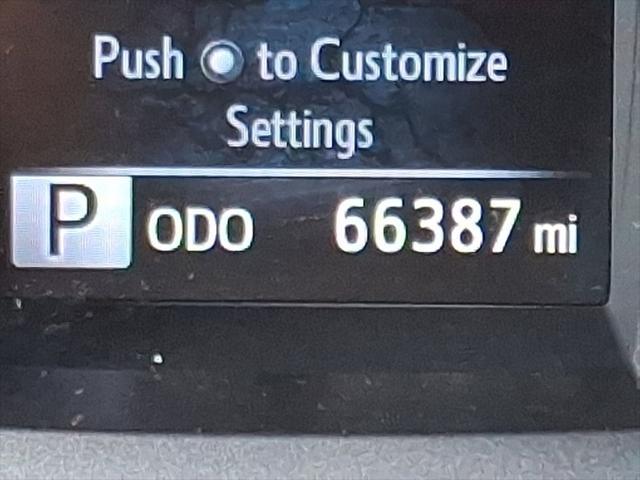 Push to Customize
Settings
P ODO 66387 mi